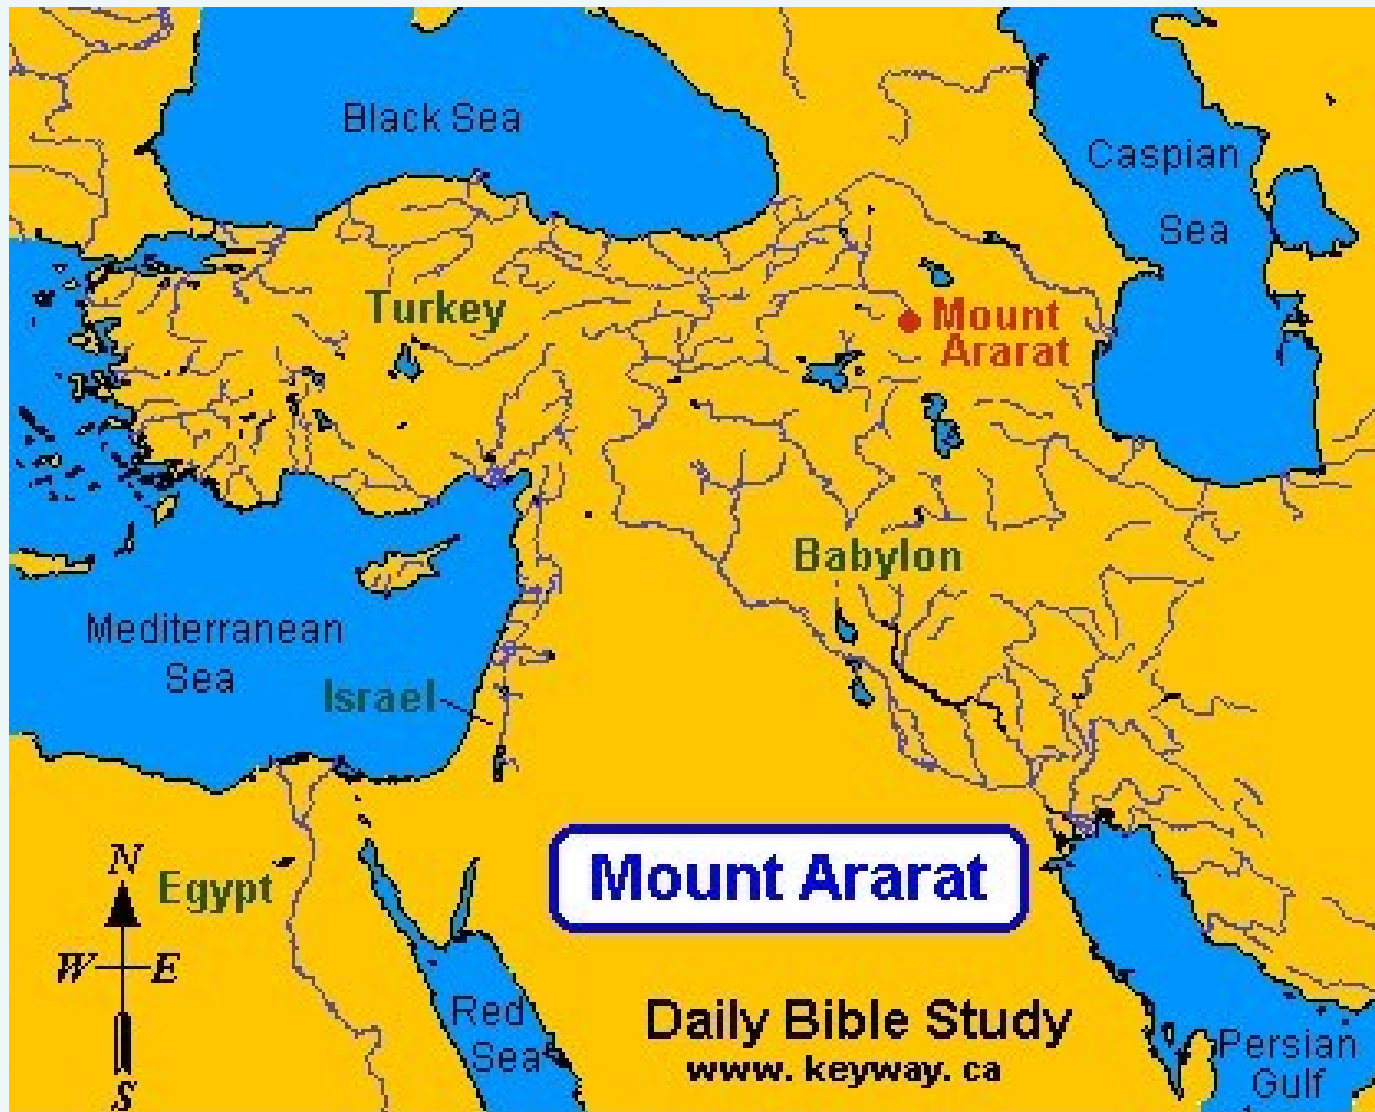 Black Sea
Caspian
Sea
Turkey
Mount
Ararat
Babylon
Mediterranean
Sea
Israel
Mount Ararat
N
Egypt
W E
S
Red
Sea
Daily Bible Study
www. keyway. ca
Persian
Gulf